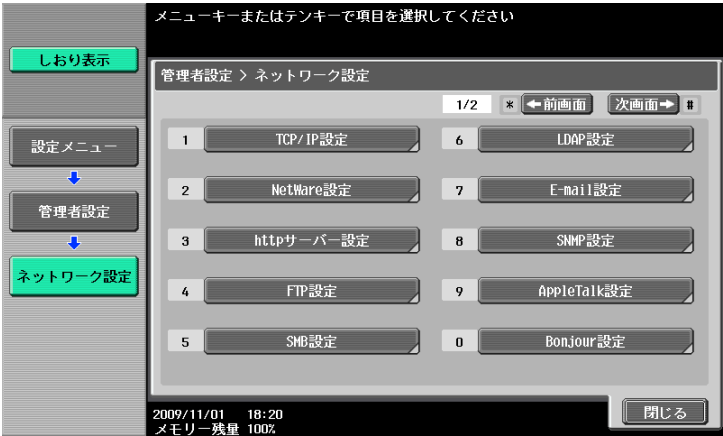 メニューキーまたはテンキーで項目を選択してください
しおり表示
管理者設定 > ネットワーク設定
1/2 * ←前画面 次画面→ #
設定メニュー
管理者設定
ネットワーク設定
1 TCP/IP設定
2 NetWare設定
3 httpサーバー設定
4 FTP設定
5 SMB設定
6 LDAP設定
7 E-mail設定
8 SNMP設定
9 AppleTalk設定
0 Bonjour設定
2009/11/01 18:20
メモリー残量 100%
閉じる